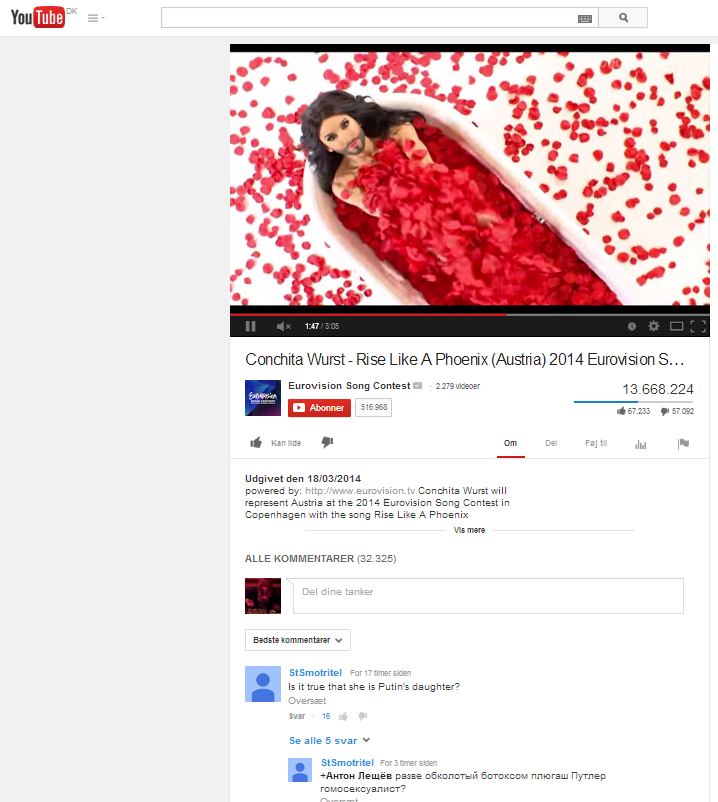 YouTube DK
1:47 / 3:05
Conchita Wurst - Rise Like A Phoenix (Austria) 2014 Eurovision S...
Eurovision Song Contest · 2.279 videoer
Abonner 516.968
13.668.224
67.233 57.092
Kan lide
Om Del Føj til
Udgivet den 18/03/2014
powered by: http://www.eurovision.tv Conchita Wurst will
represent Austria at the 2014 Eurovision Song Contest in
Copenhagen with the song Rise Like A Phoenix
Vis mere
ALLE KOMMENTARER (32.325)
Del dine tanker
Bedste kommentarer
StSmotritel For 17 timer siden
Is it true that she is Putin's daughter?
Oversæt
Svar · 16
Se alle 5 svar
StSmotritel For 3 timer siden
+Антон Лещёв разве обколотый ботоксом плюгаш Путлер
гомосексуалист?
Oversæt